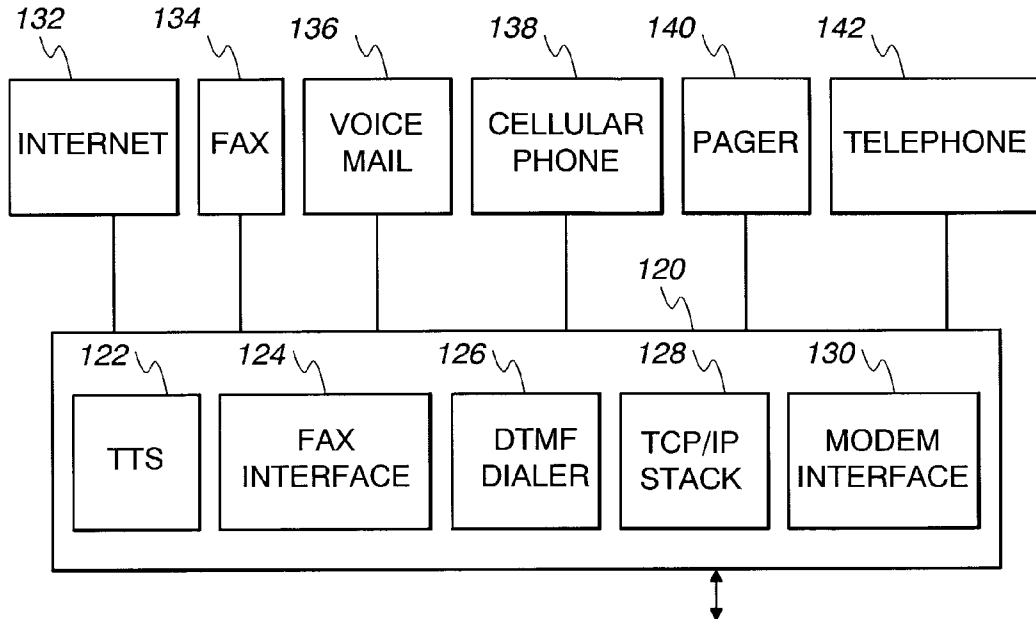 132
134
136
138
140
142
INTERNET
FAX
VOICE
MAIL
CELLULAR
PHONE
PAGER
TELEPHONE
120
122
124
126
128
130
TTS
FAX
INTERFACE
DTMF
DIALER
TCP/IP
STACK
MODEM
INTERFACE